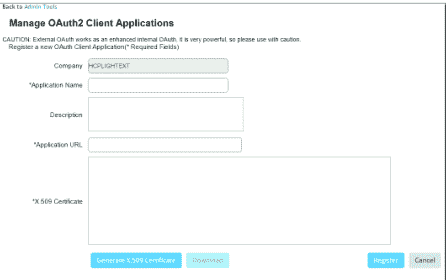 Back to Admin Tools
Manage OAuth2 Client Applications
CAUTION: External OAuth works as an enhanced internal OAuth. It is very powerful, so please use with caution.
Register a new OAuth Client Application(* Required Fields)
Company HCPLIGHTEXT
*Application Name
Description
*Application URL
*X.509 Certificate
Generate X.509 Certificate Download Register Cancel